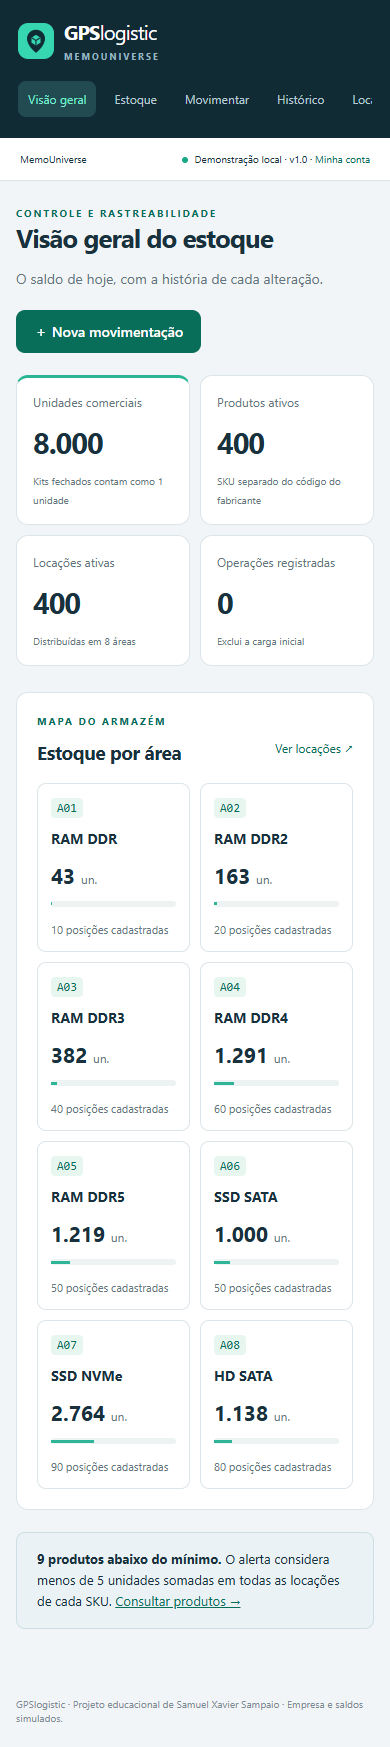 GPSlogistic
MEMOUNIVERSE
Visão geral Estoque Movimentar Histórico Loca
MemoUniverse Demonstração local · v1.0 · Minha conta
CONTROLE E RASTREABILIDADE
Visão geral do estoque
O saldo de hoje, com a história de cada alteração.
+ Nova movimentação
Unidades comerciais
8.000
Kits fechados contam como 1
unidade
Produtos ativos
400
SKU separado do código do
fabricante
Locações ativas
400
Distribuídas em 8 áreas
Operações registradas
0
Exclui a carga inicial
MAPA DO ARMAZÉM
Estoque por área
Ver locações ↗
A01
RAM DDR
43 un.
10 posições cadastradas
A02
RAM DDR2
163 un.
20 posições cadastradas
A03
RAM DDR3
382 un.
40 posições cadastradas
A04
RAM DDR4
1.291 un.
60 posições cadastradas
A05
RAM DDR5
1.219 un.
50 posições cadastradas
A06
SSD SATA
1.000 un.
50 posições cadastradas
A07
SSD NVMe
2.764 un.
90 posições cadastradas
A08
HD SATA
1.138 un.
80 posições cadastradas
9 produtos abaixo do mínimo. O alerta considera
menos de 5 unidades somadas em todas as locações
de cada SKU. Consultar produtos →
GPSlogistic · Projeto educacional de Samuel Xavier Sampaio · Empresa e saldos
simulados.